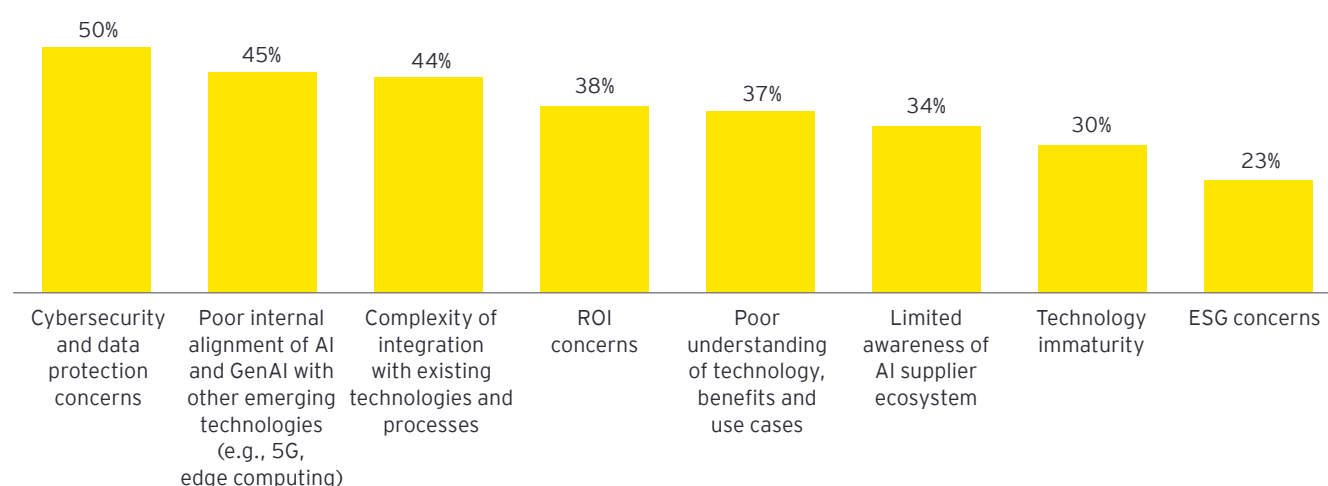 50%
45%
44%
38%
37%
34%
30%
23%
Cybersecurity
and data
protection
concerns
Poor internal
alignment of AI
and GenAI with
other emerging
technologies
(e.g., 5G,
edge computing)
Complexity of
integration
with existing
technologies and
processes
ROI
concerns
Poor
understanding
of technology,
benefits and
use cases
Limited
awareness of
AI supplier
ecosystem
Technology
immaturity
ESG concerns